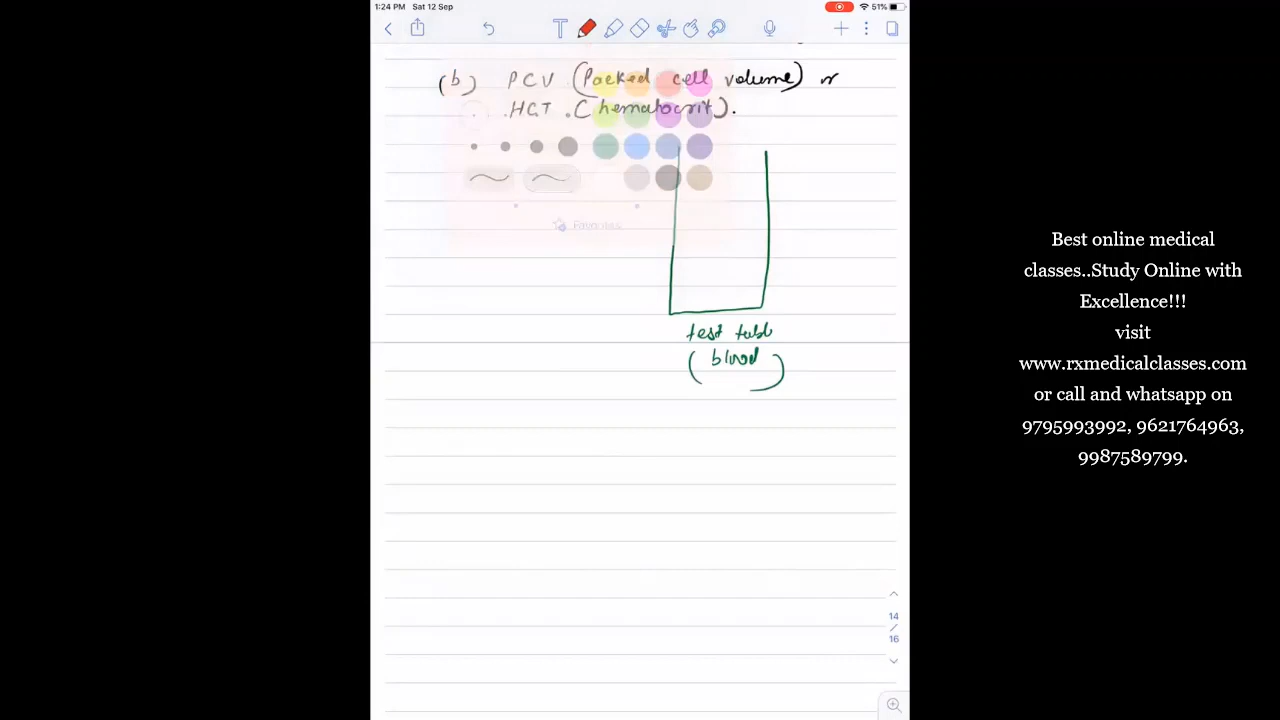 1:24 PM Sat 12 Sep
51%
T
(b) PCV (Packed cell volume) or
HCT. (hematocrit).
Favorites
test tub
(blood)
14
/
16
Best online medical
classes..Study Online with
Excellence!!!
visit
www.rxmedicalclasses.com
or call and whatsapp on
9795993992, 9621764963,
9987589799.